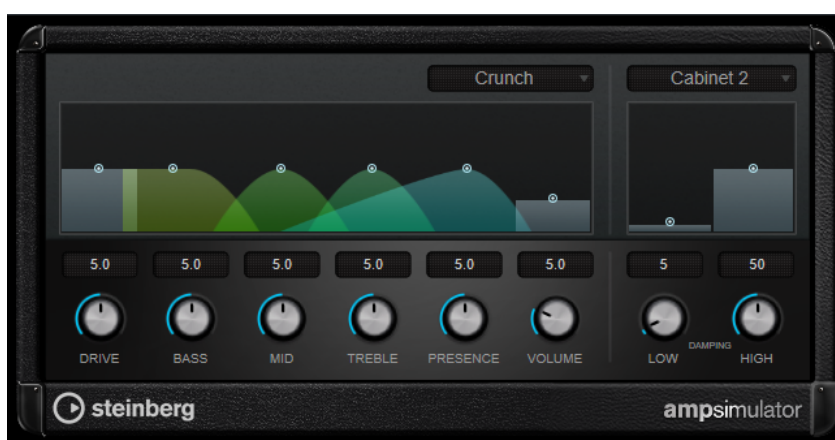 Crunch Cabinet 2
5.0 5.0 5.0 5.0 5.0 5.0 5 50
DRIVE BASS MID TREBLE PRESENCE VOLUME LOW DAMPING HIGH
steinberg ampsimulator